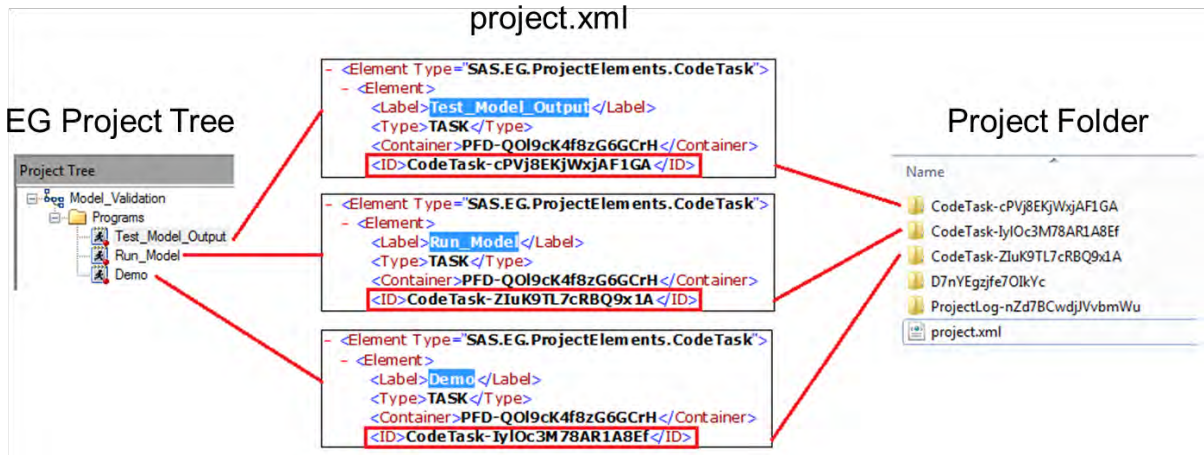 project.xml
EG Project Tree
Project Tree
Model_Validation
Programs
Test_Model_Output
Run_Model
Demo
- <Element Type="SAS.EG.ProjectElements.CodeTask">
- <Element>
<Label>Test_Model_Output</Label>
<Type>TASK</Type>
<Container>PFD-QOl9cK4f8zG6GCrH</Container>
<ID>CodeTask-cPVj8EKjWxjAF1GA</ID>
- <Element Type="SAS.EG.ProjectElements.CodeTask">
- <Element>
<Label>Run_Model</Label>
<Type>TASK</Type>
<Container>PFD-QOl9cK4f8zG6GCrH</Container>
<ID>CodeTask-ZIuK9TL7cRBQ9x1A</ID>
- <Element Type="SAS.EG.ProjectElements.CodeTask">
- <Element>
<Label>Demo</Label>
<Type>TASK</Type>
<Container>PFD-QOl9cK4f8zG6GCrH</Container>
<ID>CodeTask-IylOc3M78AR1A8Ef</ID>
Project Folder
Name
CodeTask-cPVj8EKjWxjAF1GA
CodeTask-IylOc3M78AR1A8Ef
CodeTask-ZIuK9TL7cRBQ9x1A
D7nYEgzjfe7OIkYc
ProjectLog-nZd7BCwdjJVvbmWu
project.xml